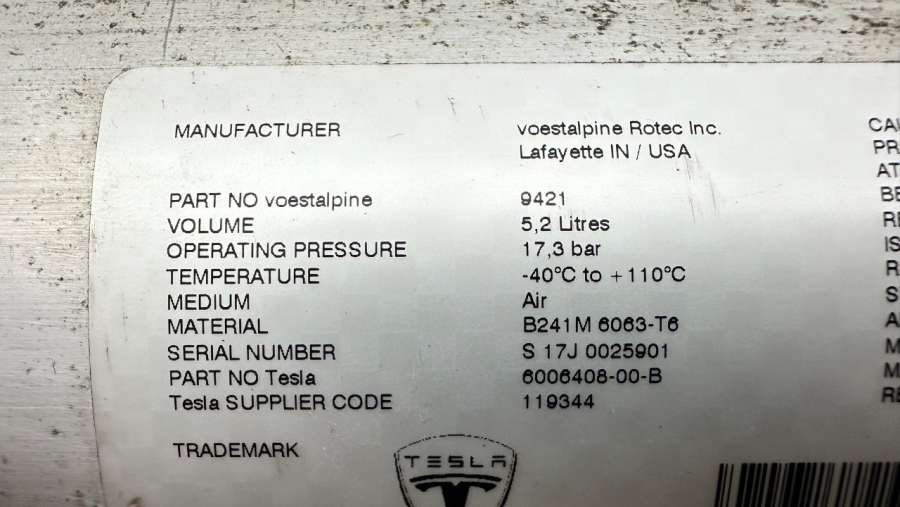 MANUFACTURER voestalpine Rotec Inc.
Lafayette IN / USA
PART NO voestalpine 9421
VOLUME 5,2 Litres
OPERATING PRESSURE 17,3 bar
TEMPERATURE -40°C to +110°C
MEDIUM Air
MATERIAL B241M 6063-T6
SERIAL NUMBER S 17J 0025901
PART NO Tesla 6006408-00-B
Tesla SUPPLIER CODE 119344
TRADEMARK
TESLA